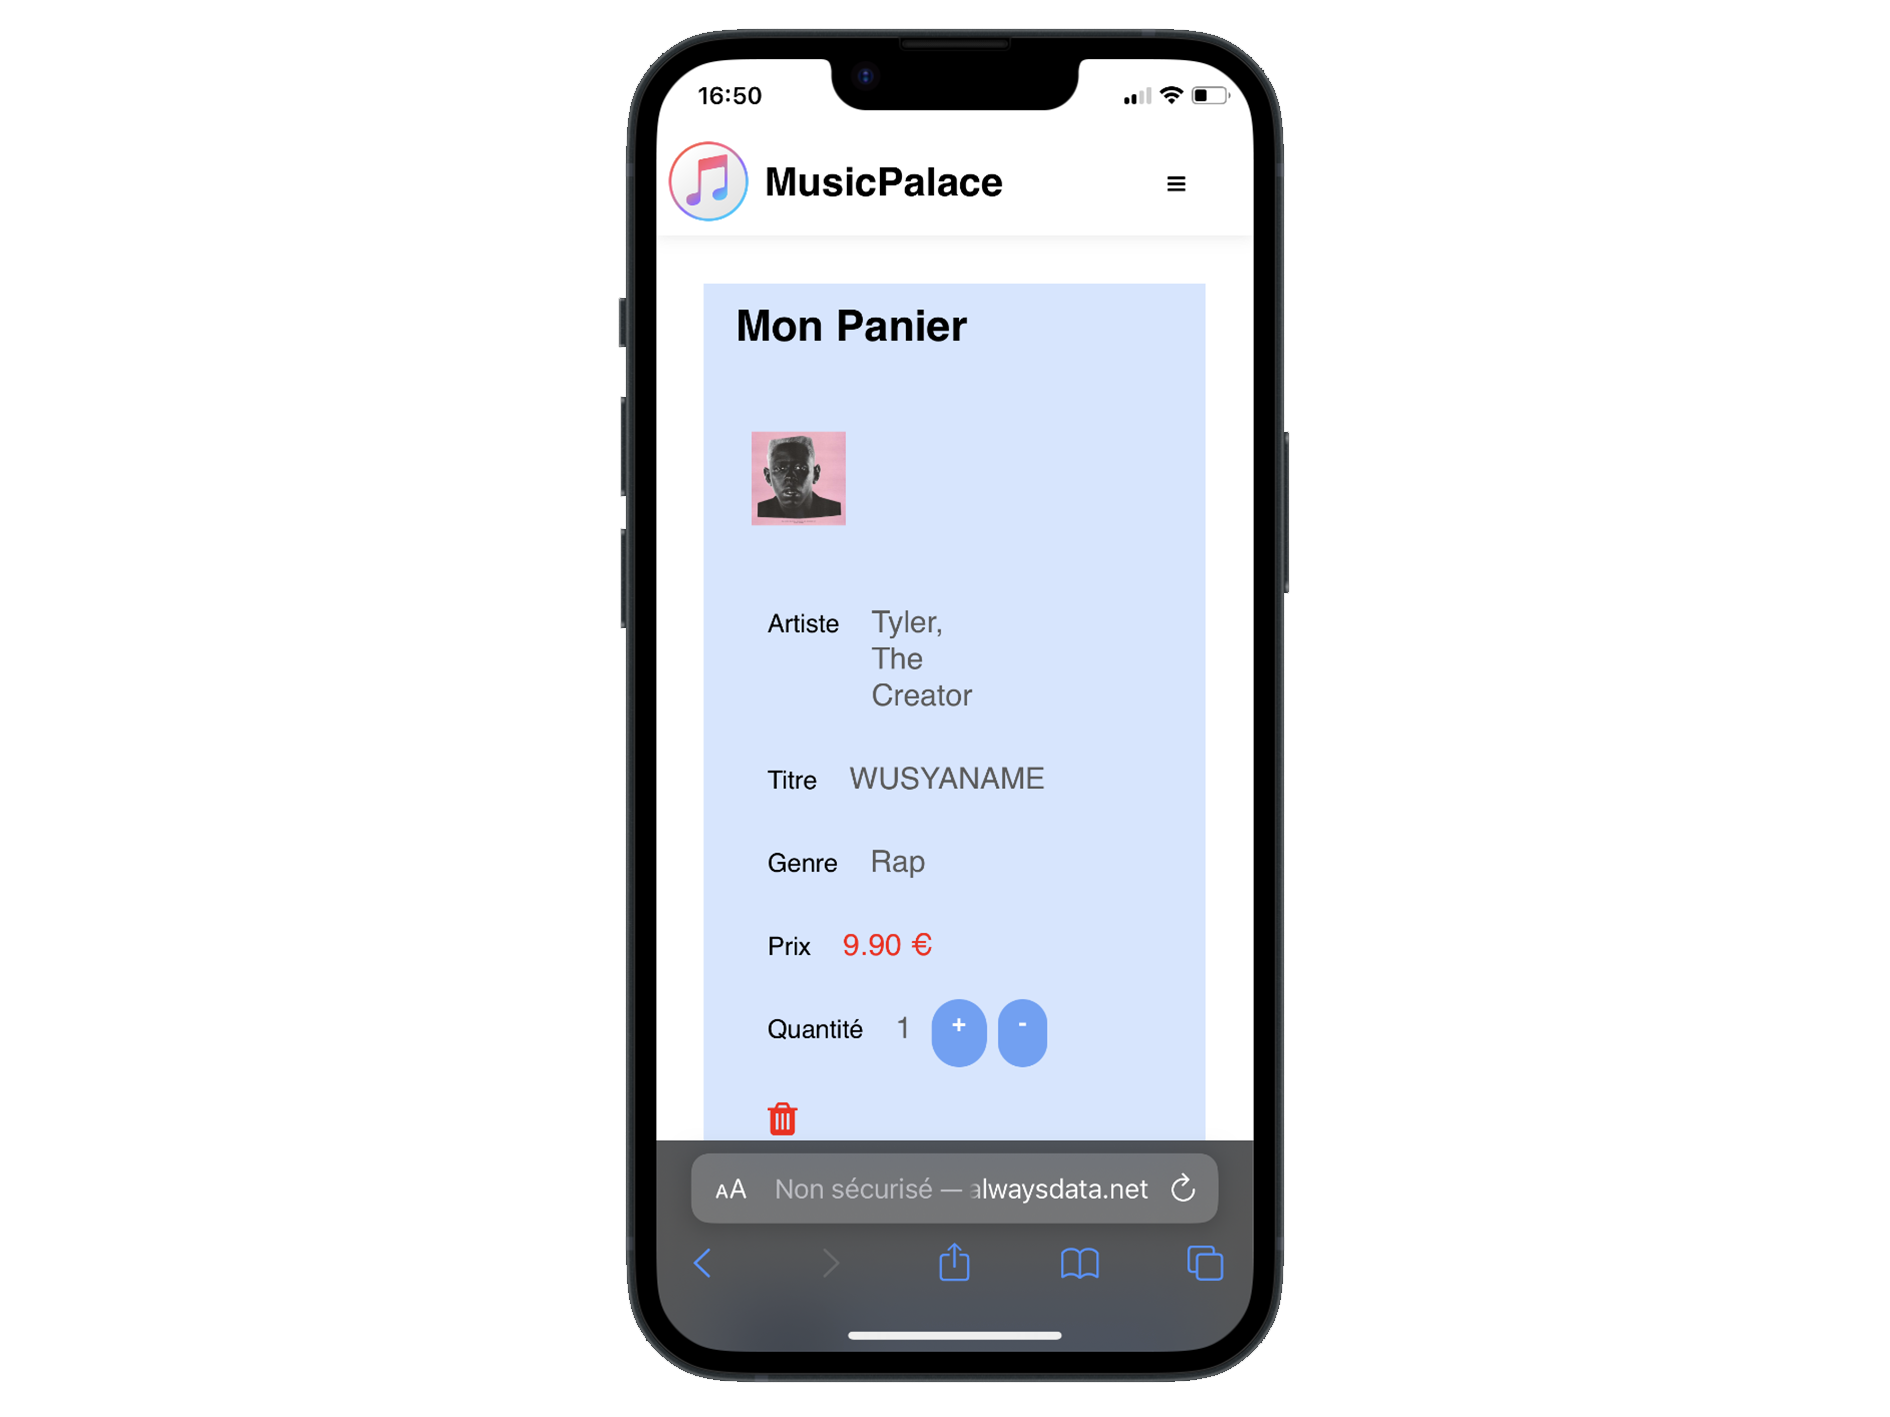 16:50
MusicPalace
Mon Panier
Artiste Tyler,
The
Creator
Titre WUSYANAME
Genre Rap
Prix 9.90 €
Quantité 1 + -
AA Non sécurisé — alwaysdata.net